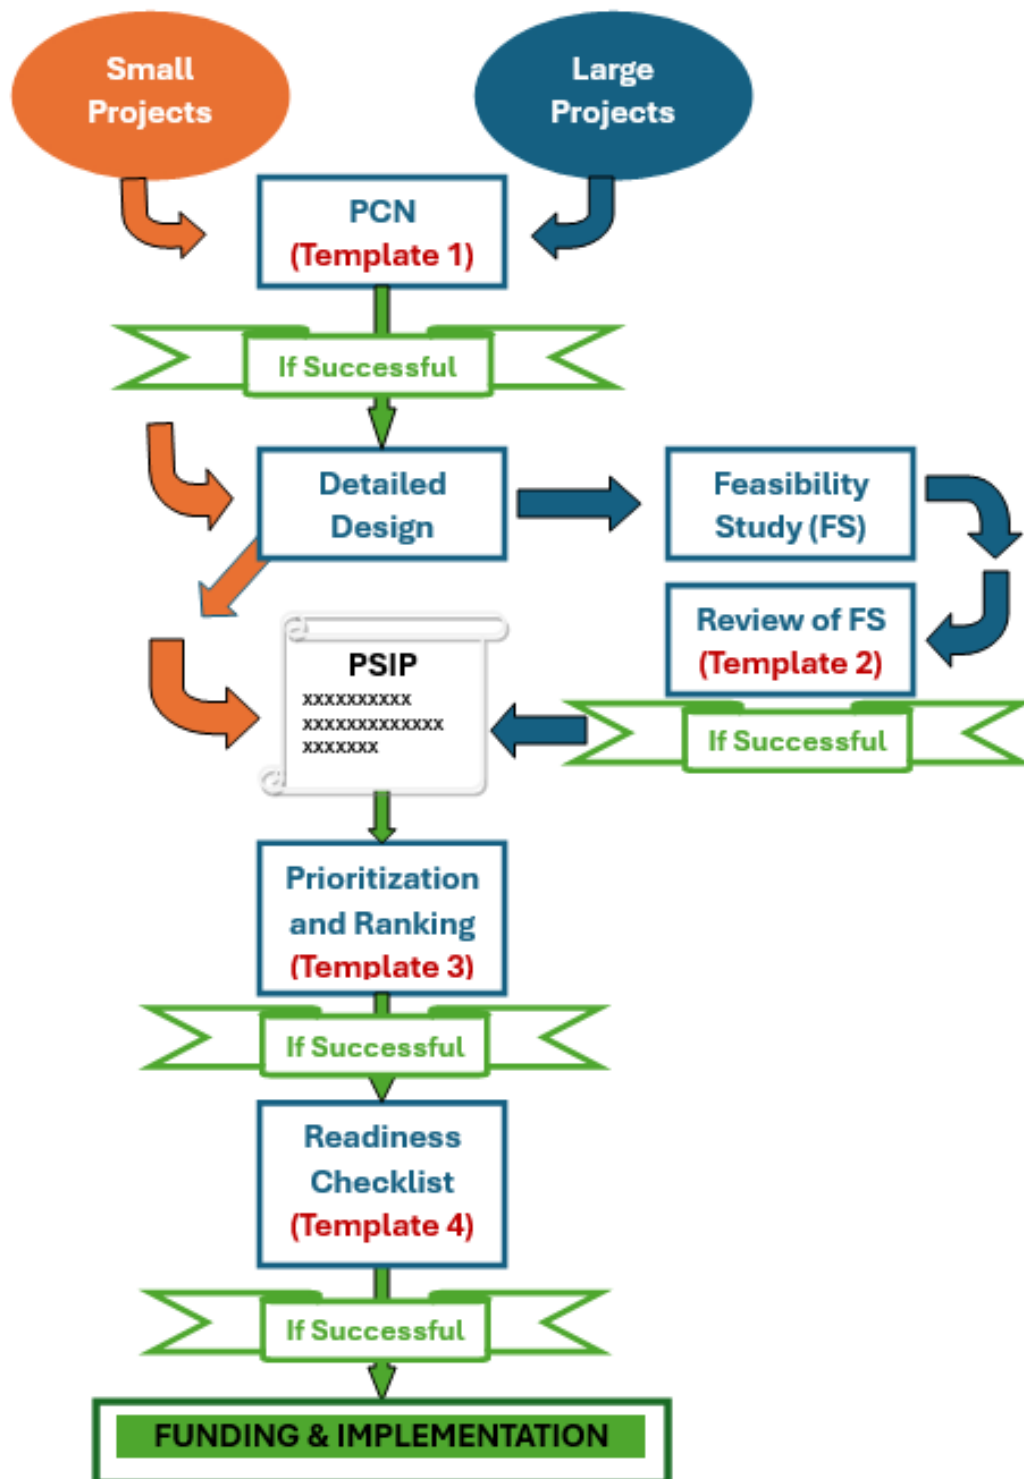 Small
Projects
Large
Projects
PCN
(Template 1)
If Successful
Detailed
Design
Feasibility
Study (FS)
Review of FS
(Template 2)
If Successful
PSIP
xxxxxxxxxx
xxxxxxxxxxxxx
xxxxxxx
Prioritization
and Ranking
(Template 3)
If Successful
Readiness
Checklist
(Template 4)
If Successful
FUNDING & IMPLEMENTATION